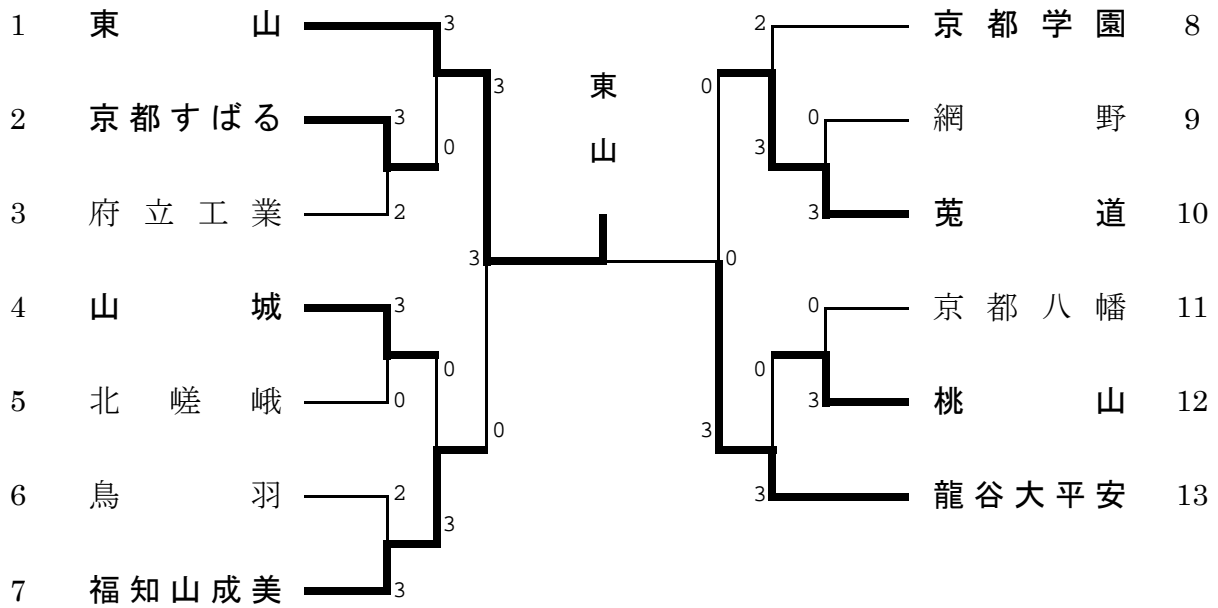 1 東山 3
2 京都すばる 3
0
3 府立工業 2
3
4 山城 3
0
5 北嵯峨 0
6 鳥羽 2
3
7 福知山成美 3
0
3
東山
0
2 京都学園 8
0 網野 9
3
3 菟道 10
0
0 京都八幡 11
0
3 桃山 12
3
3 龍谷大平安 13